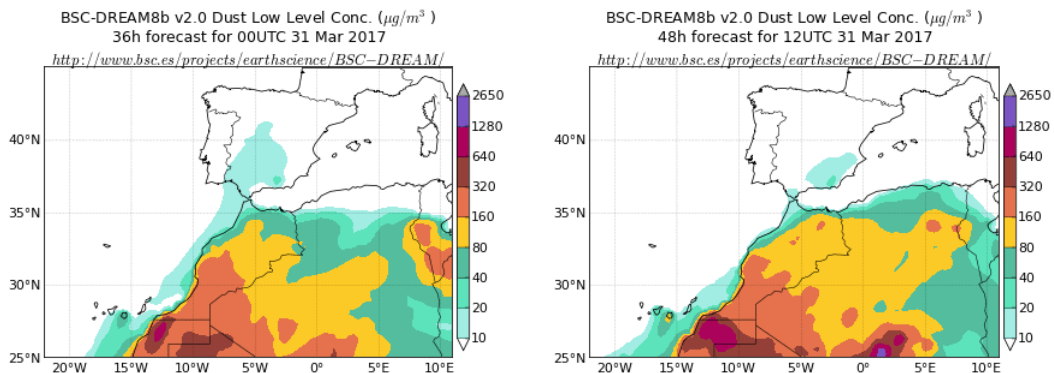 BSC-DREAM8b v2.0 Dust Low Level Conc. (μg/m³ )
36h forecast for 00UTC 31 Mar 2017
http://www.bsc.es/projects/earthscience/BSC−DREAM/
40°N
35°N
30°N
25°N
20°W
15°W
10°W
5°W
0°E
5°E
10°E
2650
1280
640
320
160
80
40
20
10
BSC-DREAM8b v2.0 Dust Low Level Conc. (μg/m³ )
48h forecast for 12UTC 31 Mar 2017
http://www.bsc.es/projects/earthscience/BSC−DREAM/
40°N
35°N
30°N
25°N
20°W
15°W
10°W
5°W
0°E
5°E
10°E
2650
1280
640
320
160
80
40
20
10